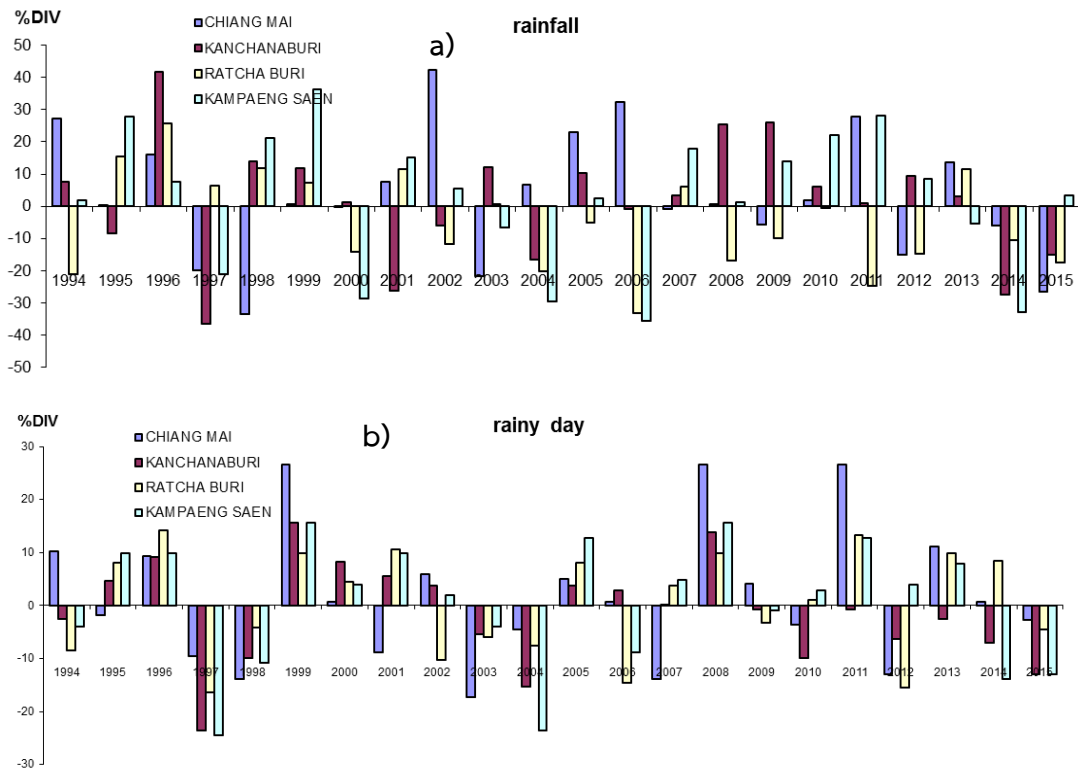 %DIV
CHIANG MAI
KANCHANABURI
RATCHA BURI
KAMPAENG SAEN
a)
rainfall
50
40
30
20
10
0
-10
-20
-30
-40
-50
1994 1995 1996 1997 1998 1999 2000 2001 2002 2003 2004 2005 2006 2007 2008 2009 2010 2011 2012 2013 2014 2015
%DIV
CHIANG MAI
KANCHANABURI
RATCHA BURI
KAMPAENG SAEN
b)
rainy day
30
20
10
0
-10
-20
-30
1994 1995 1996 1997 1998 1999 2000 2001 2002 2003 2004 2005 2006 2007 2008 2009 2010 2011 2012 2013 2014 2015